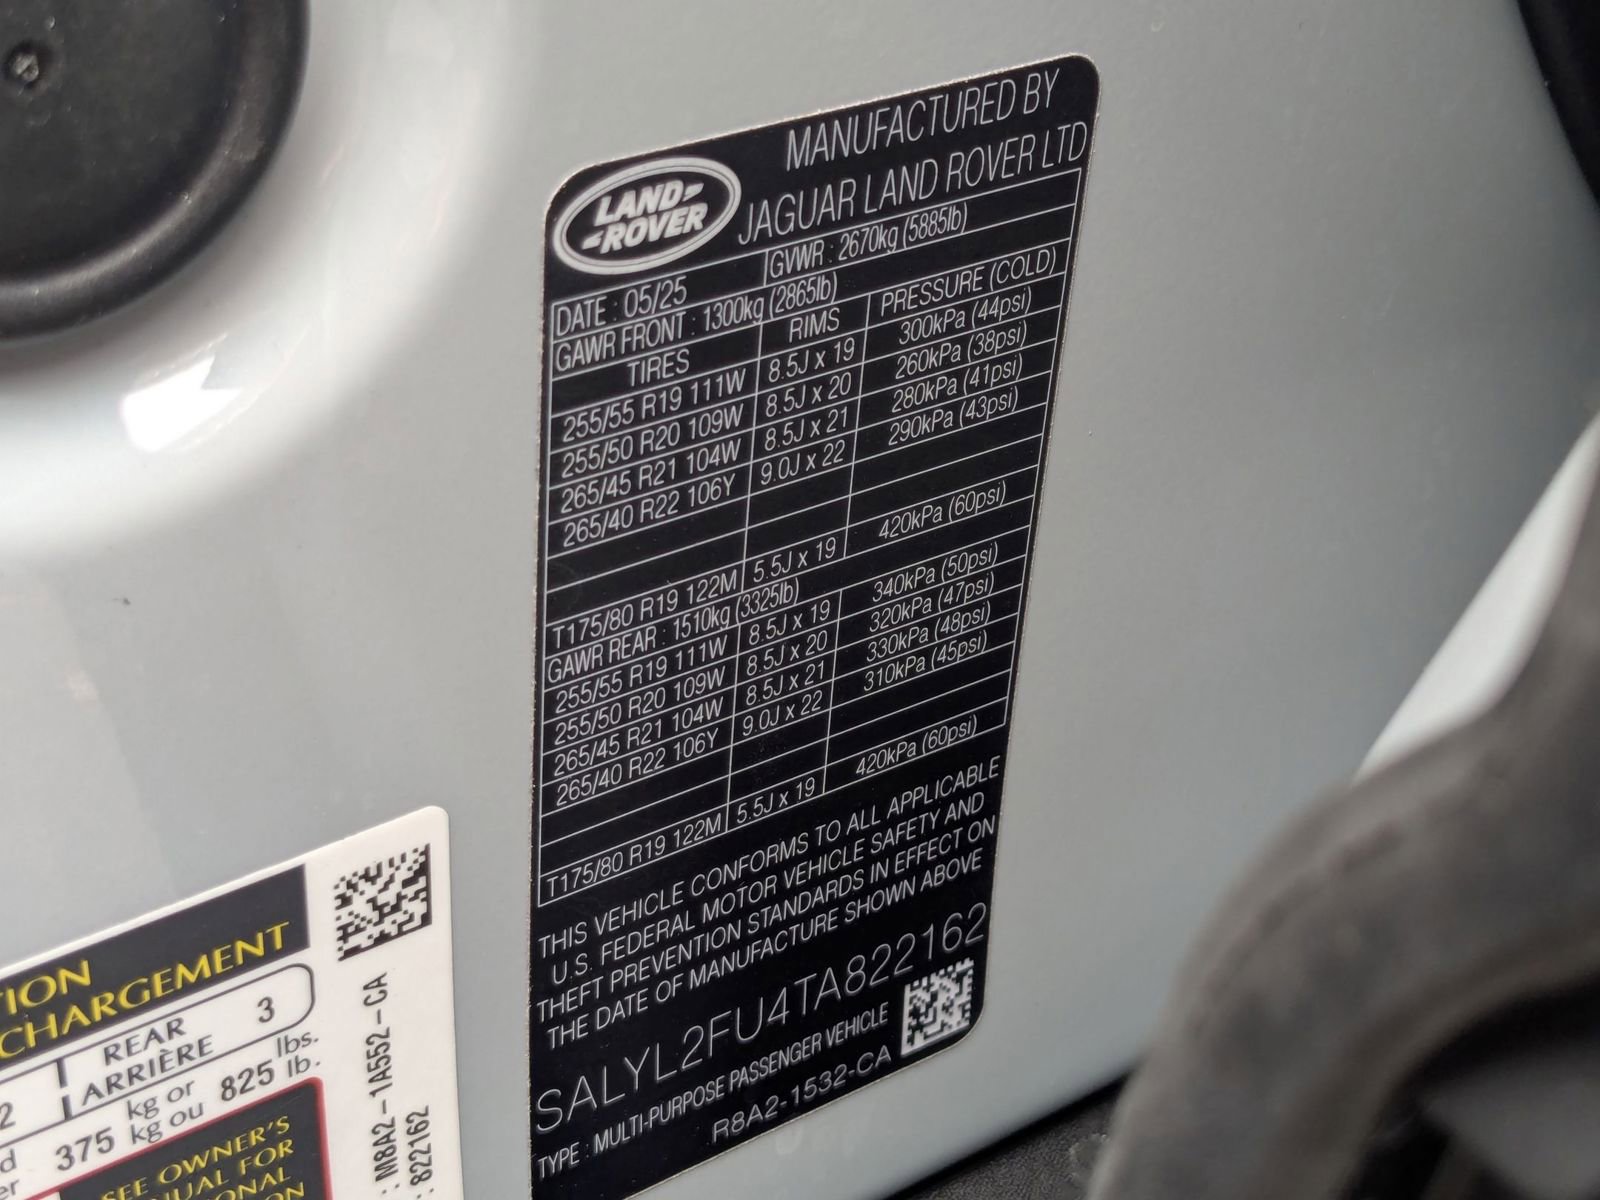 LAND-
-ROVER
MANUFACTURED BY
JAGUAR LAND ROVER LTD
DATE : 05/25 GVWR : 2670kg (5885lb)
GAWR FRONT : 1300kg (2865lb)
TIRES RIMS PRESSURE (COLD)
255/55 R19 111W 8.5J x 19 300kPa (44psi)
255/50 R20 109W 8.5J x 20 260kPa (38psi)
265/45 R21 104W 8.5J x 21 280kPa (41psi)
265/40 R22 106Y 9.0J x 22 290kPa (43psi)
T175/80 R19 122M 5.5J x 19 420kPa (60psi)
GAWR REAR : 1510kg (3325lb)
255/55 R19 111W 8.5J x 19 340kPa (50psi)
255/50 R20 109W 8.5J x 20 320kPa (47psi)
265/45 R21 104W 8.5J x 21 330kPa (48psi)
265/40 R22 106Y 9.0J x 22 310kPa (45psi)
T175/80 R19 122M 5.5J x 19 420kPa (60psi)
THIS VEHICLE CONFORMS TO ALL APPLICABLE
U.S. FEDERAL MOTOR VEHICLE SAFETY AND
THEFT PREVENTION STANDARDS IN EFFECT ON
THE DATE OF MANUFACTURE SHOWN ABOVE
SALYL2FU4TA822162
TYPE : MULTI-PURPOSE PASSENGER VEHICLE
R8A2-1532-CA
TION
CHARGEMENT
2 REAR 3
ARRIÈRE
375 kg or 825 lbs.
kg ou lb.
SEE OWNER'S
NUAL FOR
IONAL
ON
: M8A2-1A552-CA
: 822162